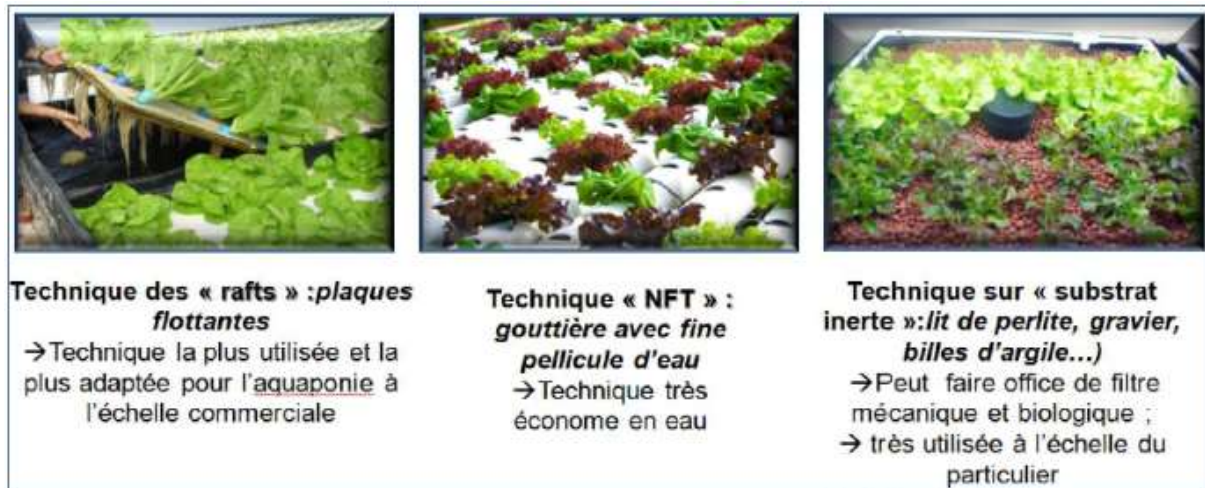 Technique des « rafts » :plaques
flottantes
→Technique la plus utilisée et la
plus adaptée pour l'aquaponie à
l'échelle commerciale
Technique « NFT » :
gouttière avec fine
pellicule d'eau
→Technique très
économe en eau
Technique sur « substrat
inerte »:lit de perlite, gravier,
billes d'argile…)
→Peut faire office de filtre
mécanique et biologique ;
→ très utilisée à l'échelle du
particulier